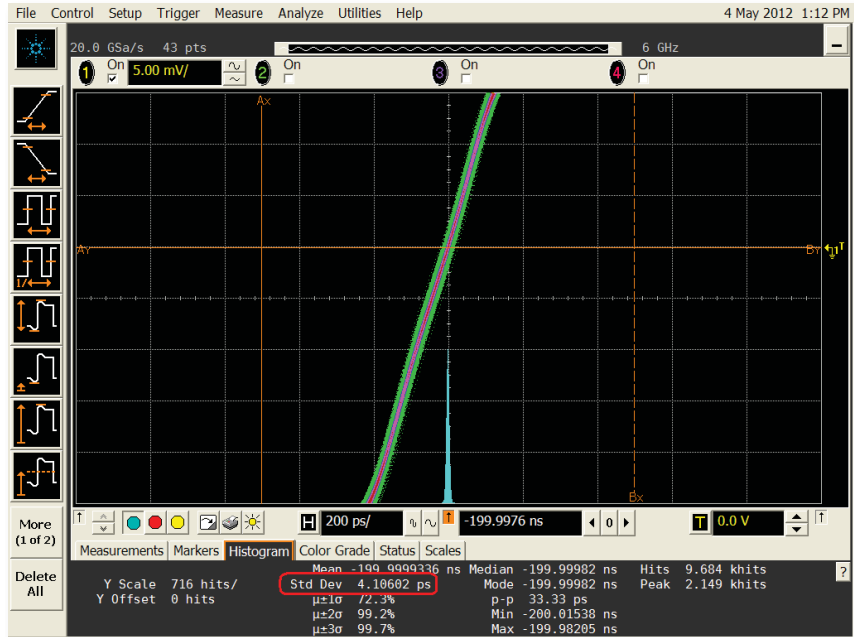 File Control Setup Trigger Measure Analyze Utilities Help 4 May 2012 1:12 PM
20.0 GSa/s 43 pts 6 GHz
1 On 5.00 mV/ 2 On 3 On 4 On
Ax
Ay By 1 T
Bx
More
(1 of 2)
Delete
All
H 200 ps/ -199.9976 ns 0 T 0.0 V
Measurements Markers Histogram Color Grade Status Scales
Mean -199.9999336 ns Median -199.99982 ns Hits 9.684 khits
Y Scale 716 hits/ Std Dev 4.10602 ps Mode -199.99982 ns Peak 2.149 khits ?
Y Offset 0 hits µ±1σ 72.3% p-p 33.33 ps
µ±2σ 99.2% Min -200.01538 ns
µ±3σ 99.7% Max -199.98205 ns
1/